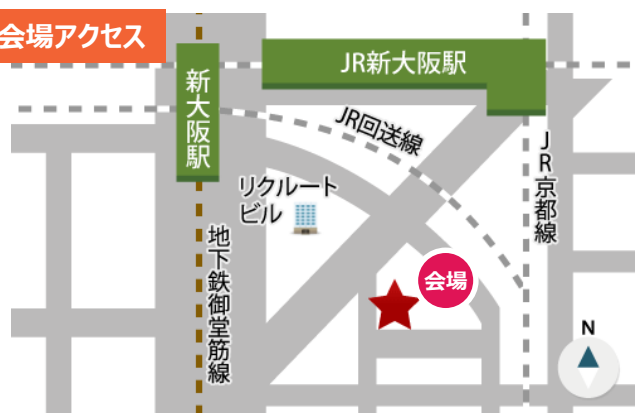 会場アクセス
JR新大阪駅
新大阪駅
JR回送線
JR京都線
リクルート
ビル
地下鉄御堂筋線
会場
N